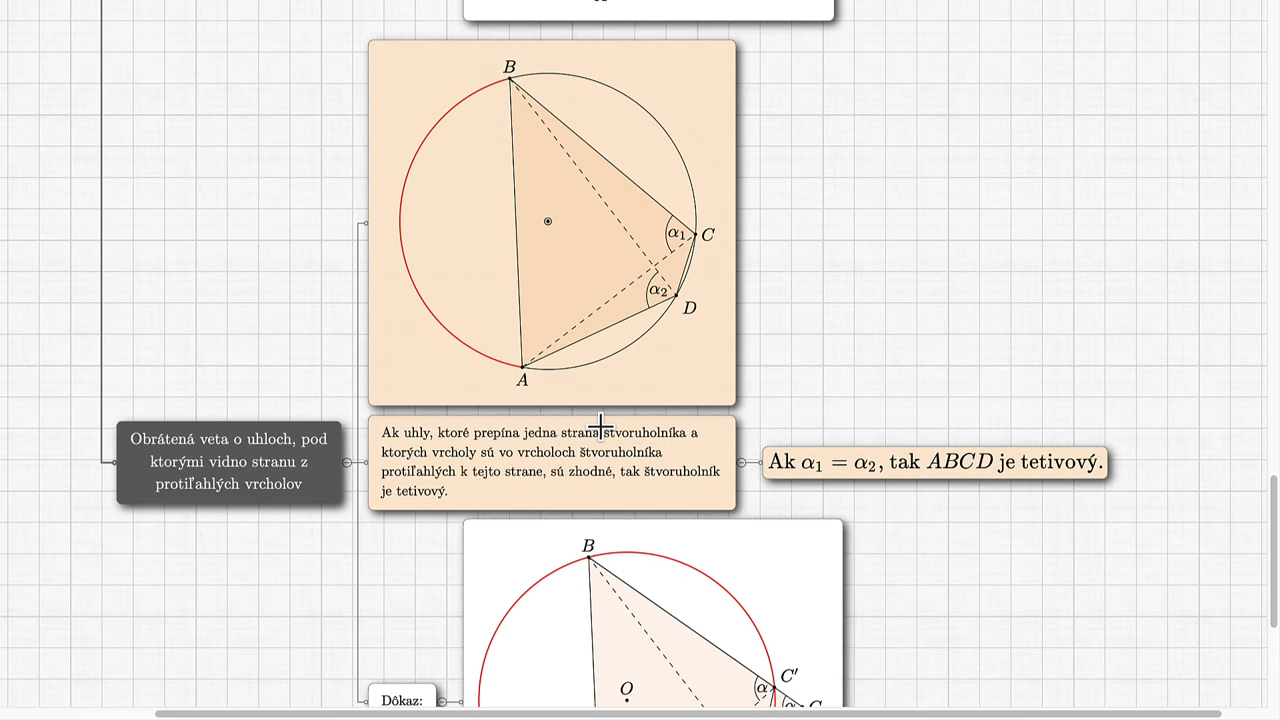 B
α₁
C
α₂
D
A
Obrátená veta o uhloch, pod
ktorými vidno stranu z
protiľahlých vrcholov
Ak uhly, ktoré prepína jedna strana štvoruholníka a
ktorých vrcholy sú vo vrcholoch štvoruholníka
protiľahlých k tejto strane, sú zhodné, tak štvoruholník
je tetivový.
Ak α₁ = α₂, tak ABCD je tetivový.
B
C′
α
O
Dôkaz: